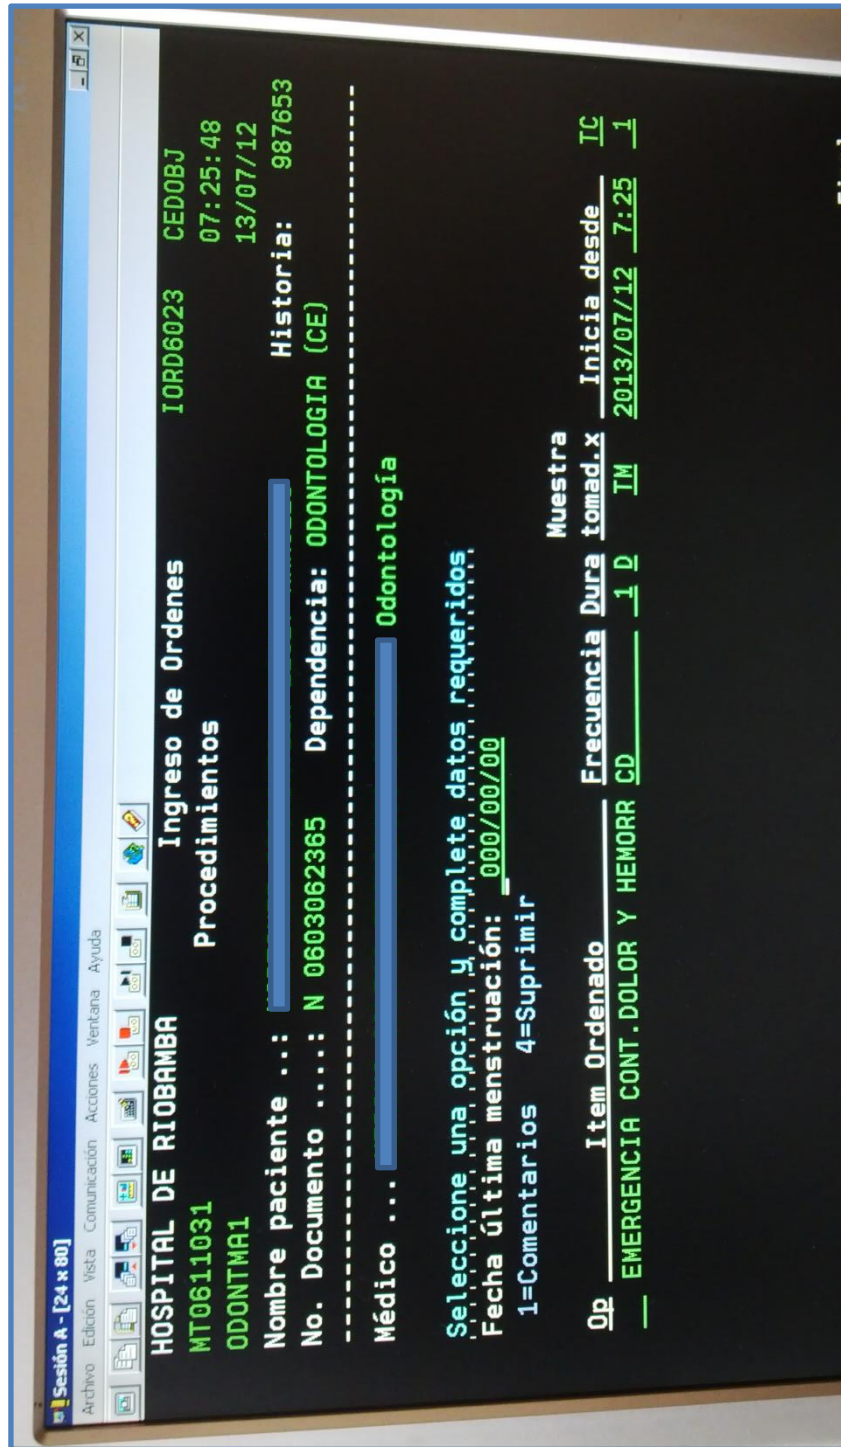 Sesión A - [24 x 80]
Archivo Edición Vista Comunicación Acciones Ventana Ayuda
HOSPITAL DE RIOBAMBA Ingreso de Ordenes IORD6023 CEDOBJ
MT0611031 Procedimientos 07:25:48
ODONTMA1 13/07/12
Nombre paciente ..: Historia: 987653
No. Documento ....: N 0603062365 Dependencia: ODONTOLOGIA (CE)
Médico ... Odontología
Seleccione una opción y complete datos requeridos
Fecha última menstruación: 000/00/00
1=Comentarios 4=Suprimir
Muestra
Op Item Ordenado Frecuencia Dura tomad.x Inicia desde TC
EMERGENCIA CONT.DOLOR Y HEMORR CD 1 D TM 2013/07/12 7:25 1